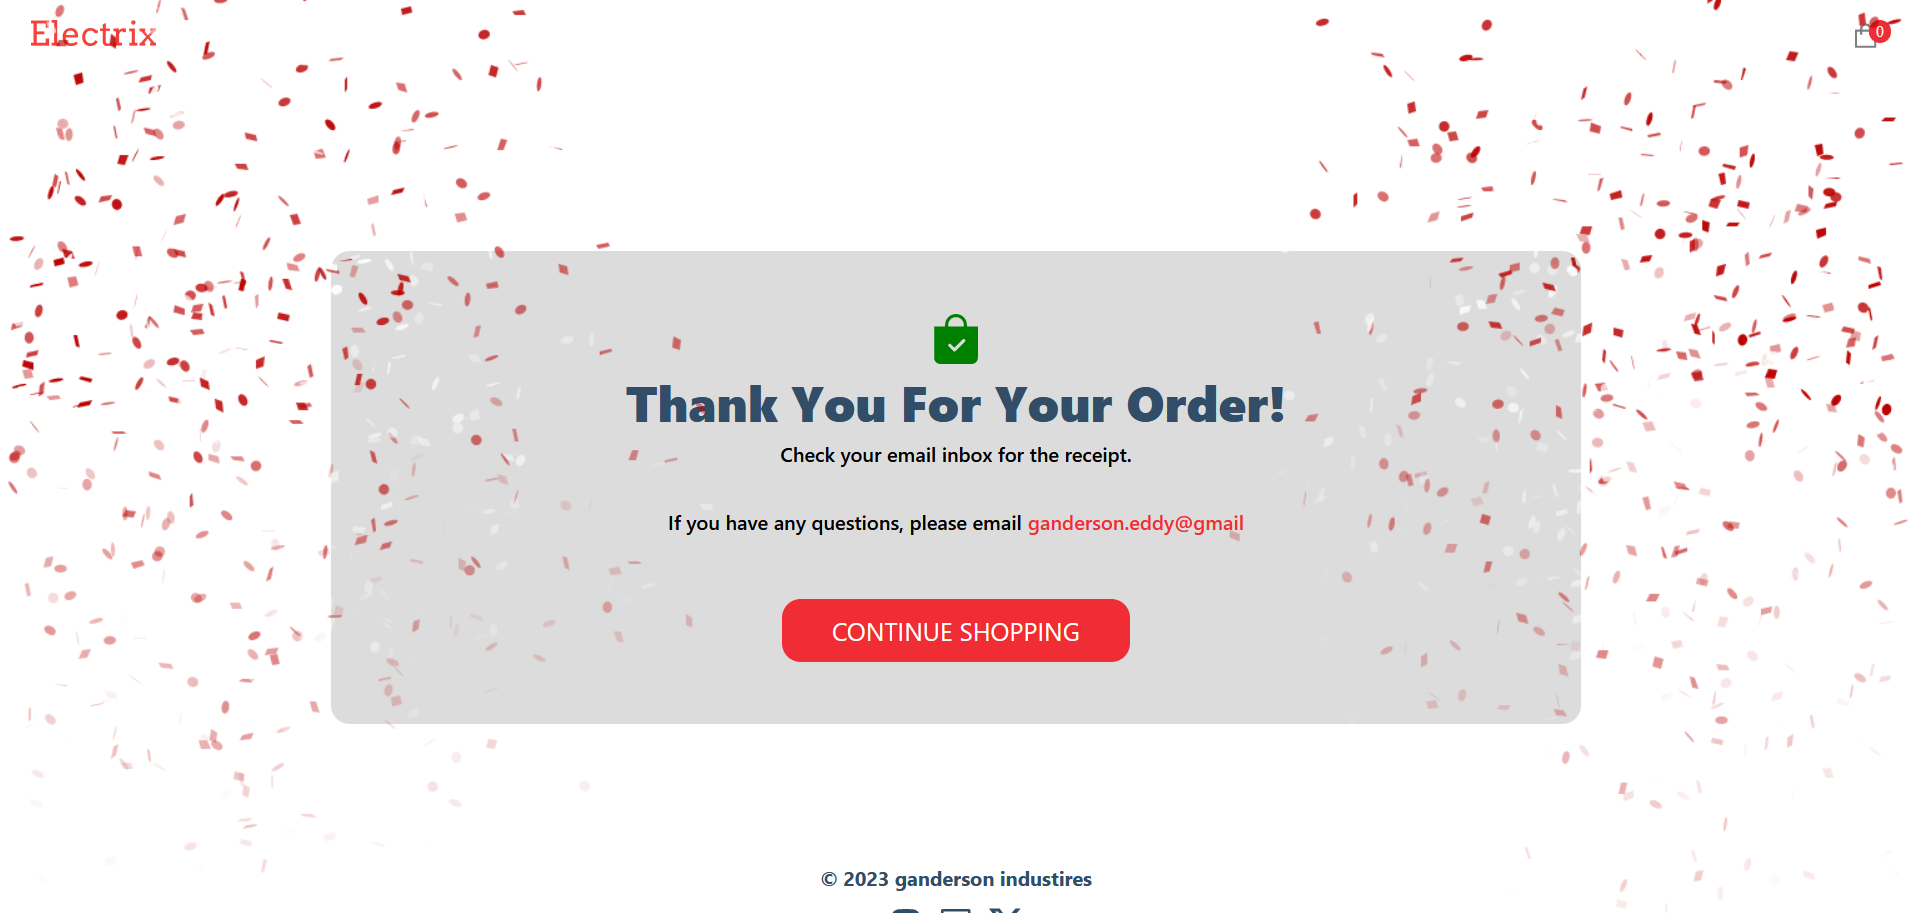 Electrix
0
Thank You For Your Order!
Check your email inbox for the receipt.
If you have any questions, please email ganderson.eddy@gmail
CONTINUE SHOPPING
© 2023 ganderson industires